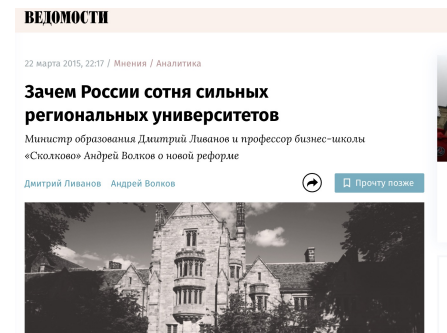 ВЕДОМОСТИ
22 марта 2015, 22:17 / Мнения / Аналитика
Зачем России сотня сильных
региональных университетов
Министр образования Дмитрий Ливанов и профессор бизнес-школы
«Сколково» Андрей Волков о новой реформе
Дмитрий Ливанов Андрей Волков
Прочту позже